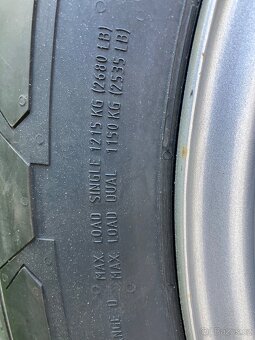 MAX. LOAD SINGLE 1215 KG (2680 LB)
MAX. LOAD DUAL 1150 KG (2535 LB)